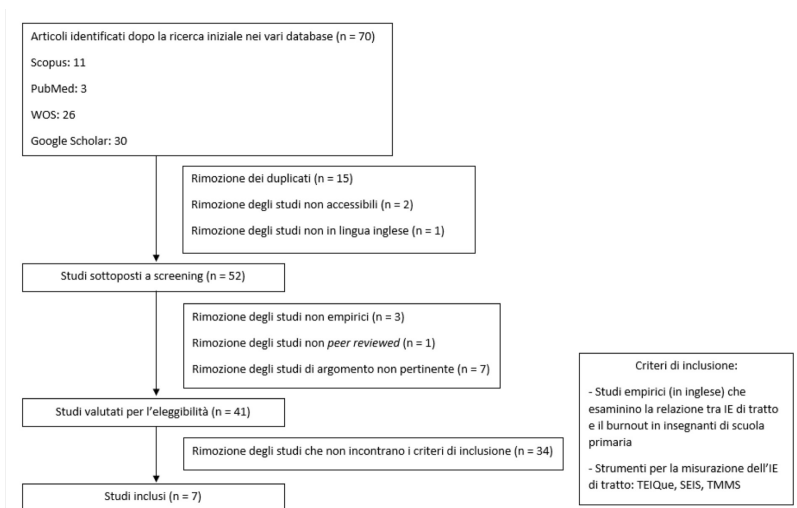 Articoli identificati dopo la ricerca iniziale nei vari database (n = 70)
Scopus: 11
PubMed: 3
WOS: 26
Google Scholar: 30
Rimozione dei duplicati (n = 15)
Rimozione degli studi non accessibili (n = 2)
Rimozione degli studi non in lingua inglese (n = 1)
Studi sottoposti a screening (n = 52)
Rimozione degli studi non empirici (n = 3)
Rimozione degli studi non peer reviewed (n = 1)
Rimozione degli studi di argomento non pertinente (n = 7)
Studi valutati per l'eleggibilità (n = 41)
Rimozione degli studi che non incontrano i criteri di inclusione (n = 34)
Studi inclusi (n = 7)
Criteri di inclusione:
- Studi empirici (in inglese) che
esaminino la relazione tra IE di tratto
e il burnout in insegnanti di scuola
primaria
- Strumenti per la misurazione dell'IE
di tratto: TEIQue, SEIS, TMMS